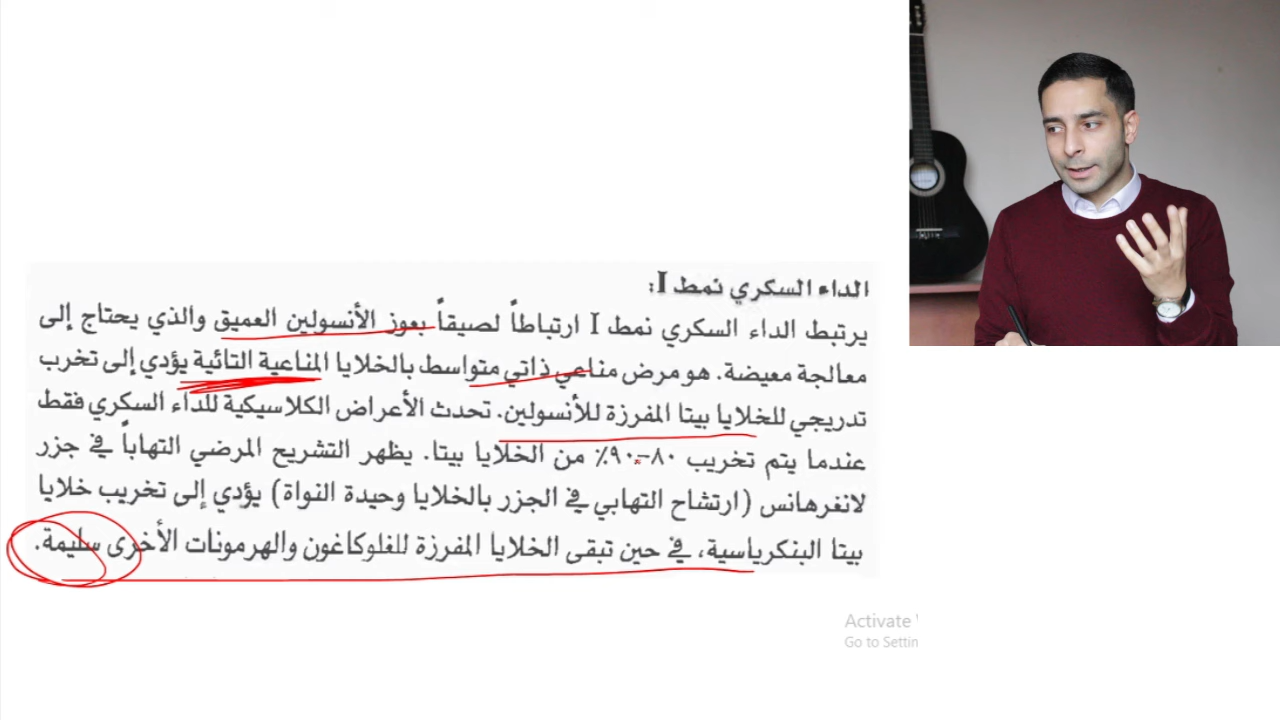 الداء السكري نمط I:
يرتبط الداء السكري نمط I ارتباطاً لصيقاً بعوز الأنسولين العميق والذي يحتاج إلى
معالجة معيضة. هو مرض مناعي ذاتي متواسط بالخلايا المناعية التائية يؤدي إلى تخرب
تدريجي للخلايا بيتا المفرزة للأنسولين. تحدث الأعراض الكلاسيكية للداء السكري فقط
عندما يتم تخريب ٨٠-٩٠٪ من الخلايا بيتا. يظهر التشريح المرضي التهاباً في جزر
لانغرهانس (ارتشاح التهابي في الجزر بالخلايا وحيدة النواة) يؤدي إلى تخريب خلايا
بيتا البنكرياسية، في حين تبقى الخلايا المفرزة للغلوكاغون والهرمونات الأخرى سليمة.
Activate
Go to Settin